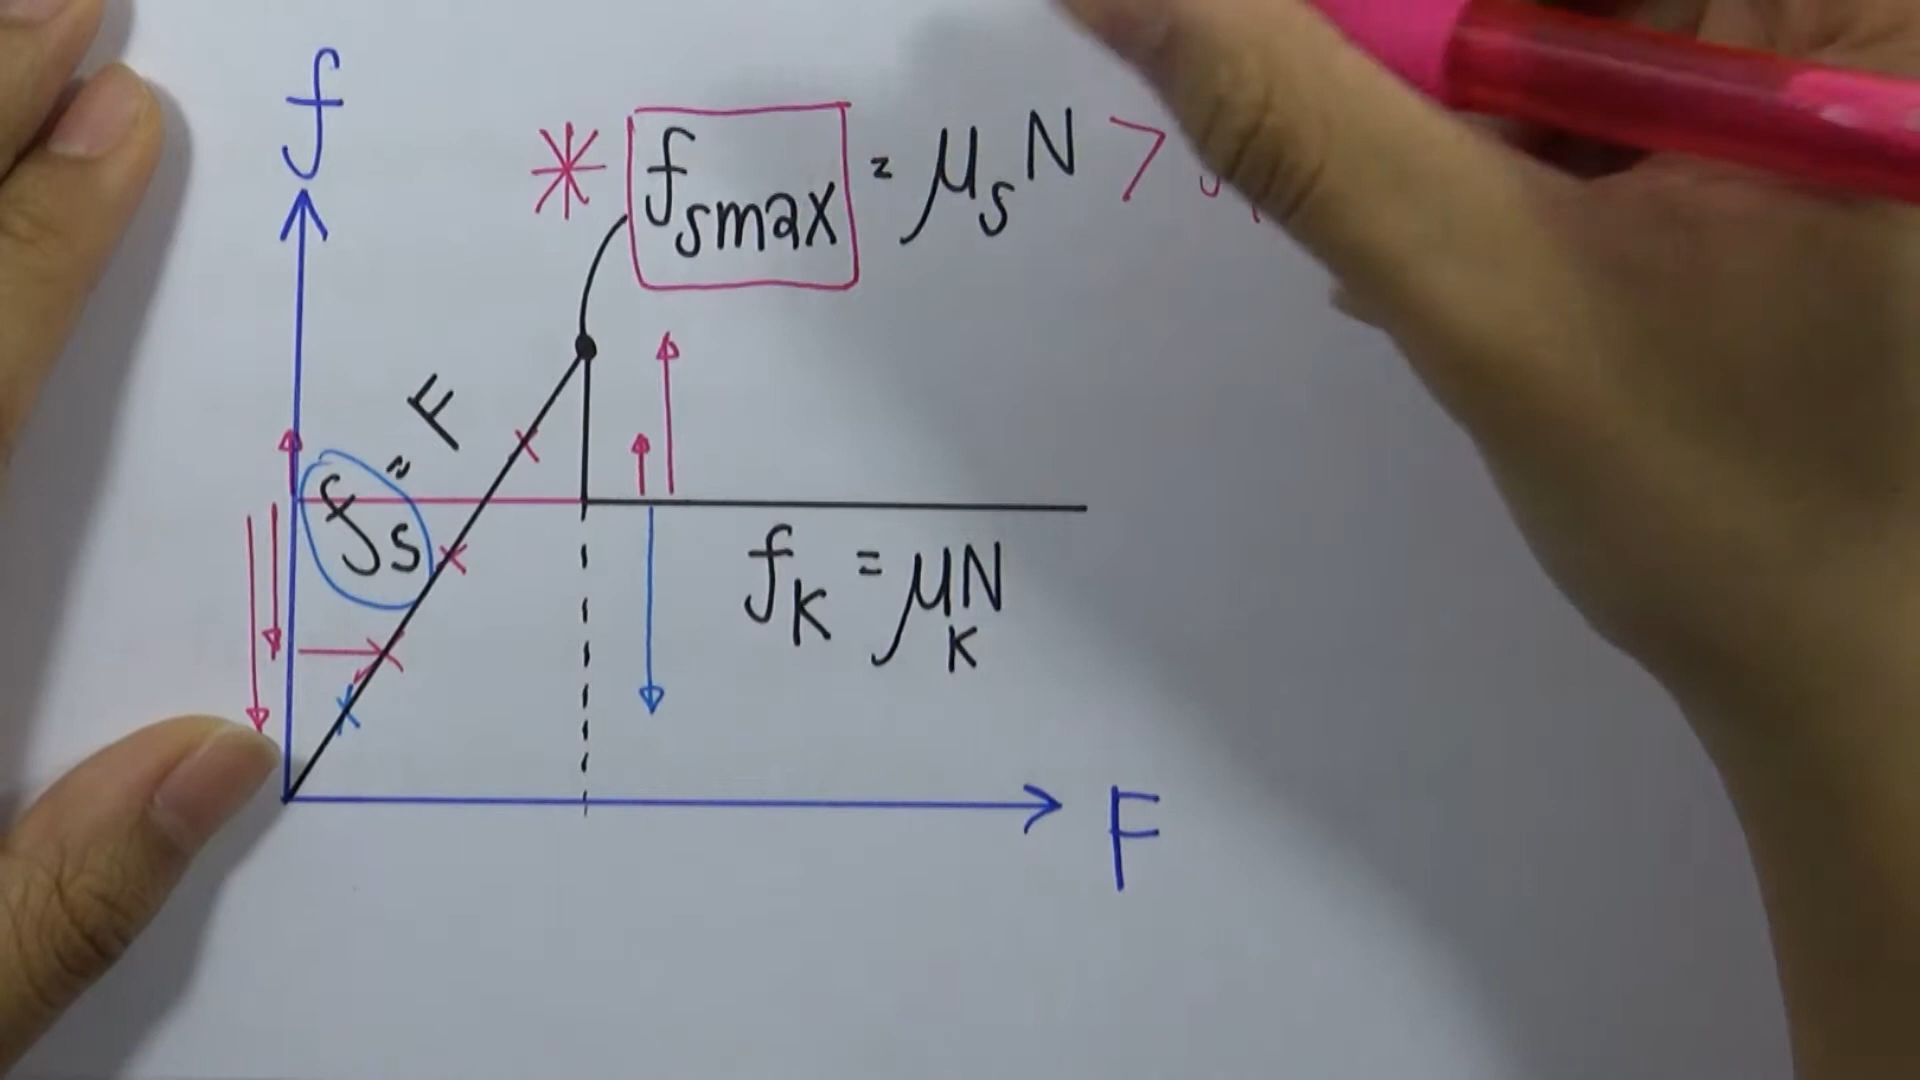 f
* fsmax = μsN >
fs = F
fK = μKN
F